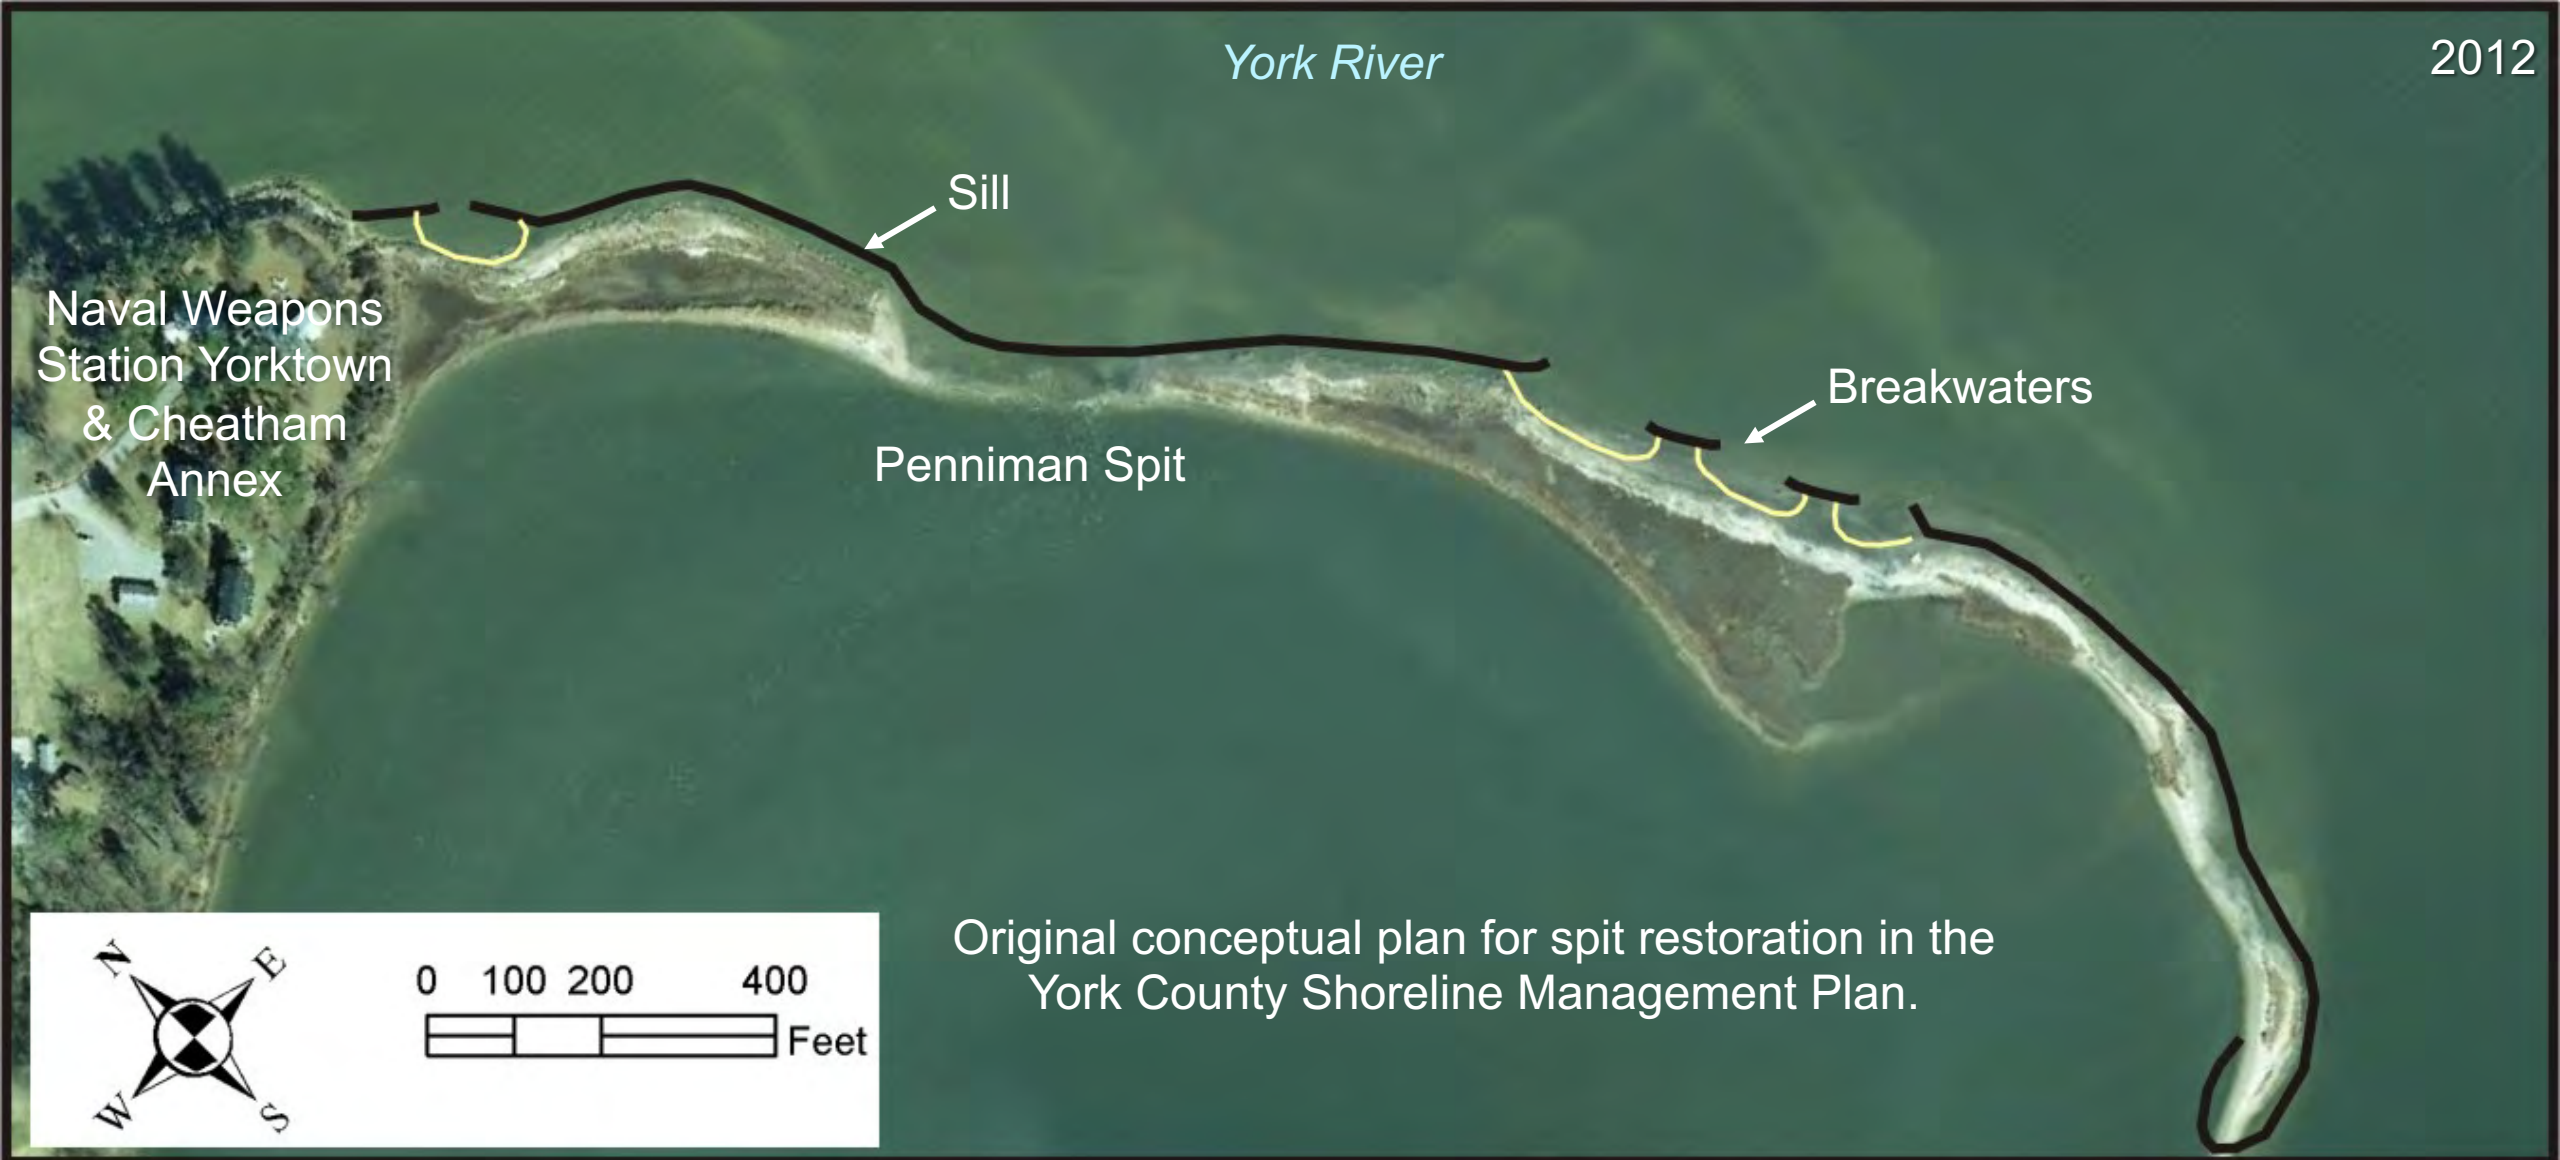 York River
2012
Sill
Naval Weapons
Station Yorktown
& Cheatham
Annex
Breakwaters
Penniman Spit
Original conceptual plan for spit restoration in the
York County Shoreline Management Plan.
N
E
W
S
0 100 200 400
Feet